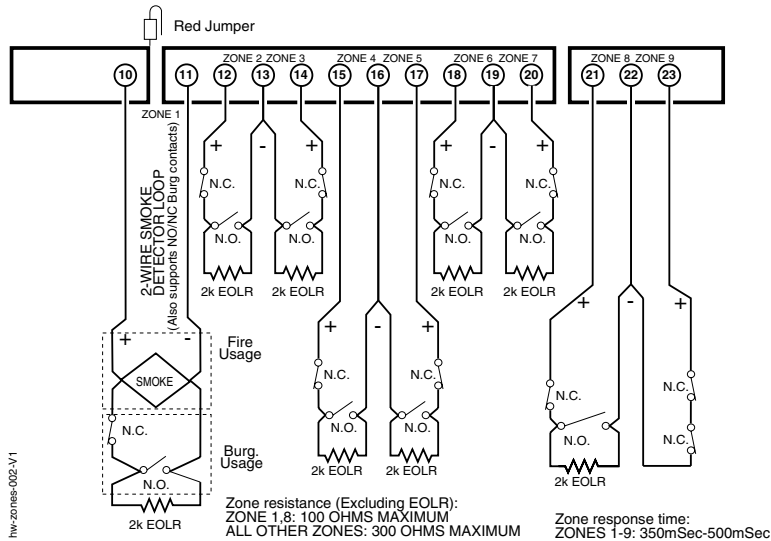 Red Jumper
ZONE 2 ZONE 3
ZONE 4 ZONE 5
ZONE 6 ZONE 7
ZONE 8 ZONE 9
10
11
12
13
14
15
16
17
18
19
20
21
22
23
ZONE 1
2-WIRE SMOKE
DETECTOR LOOP
(Also supports NO/NC Burg contacts)
+
-
+
N.C.
N.C.
N.O.
N.O.
2k EOLR
2k EOLR
+
-
+
N.C.
N.C.
N.O.
N.O.
2k EOLR
2k EOLR
+
-
Fire
Usage
SMOKE
N.C.
Burg.
Usage
N.O.
2k EOLR
+
-
+
N.C.
N.C.
N.O.
N.O.
2k EOLR
2k EOLR
+
-
+
N.C.
N.C.
N.O.
N.C.
2k EOLR
Zone resistance (Excluding EOLR):
ZONE 1,8: 100 OHMS MAXIMUM
ALL OTHER ZONES: 300 OHMS MAXIMUM
Zone response time:
ZONES 1-9: 350mSec-500mSec
hw-zones-002-V1